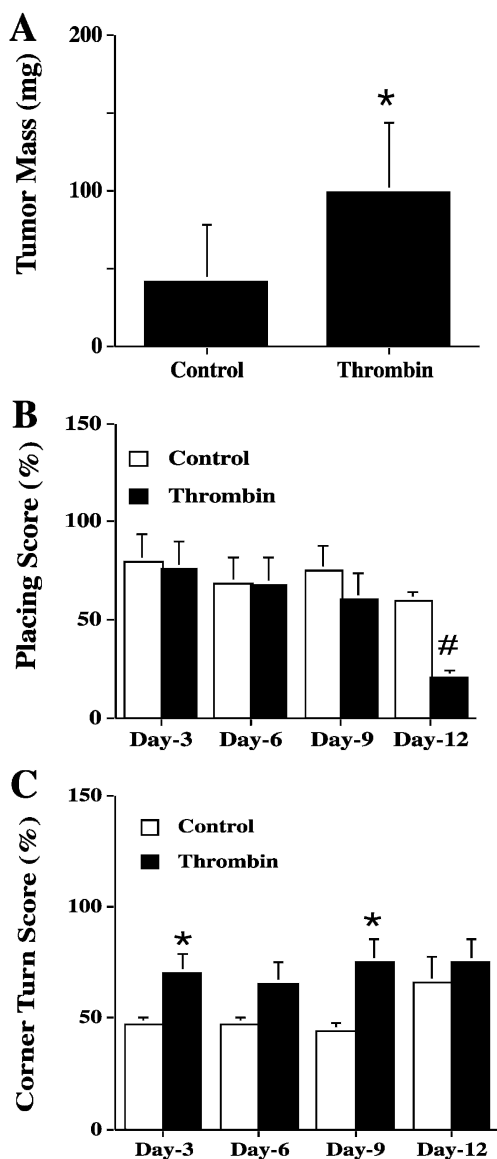 A
Tumor Mass (mg)
200
100
0
*
Control
Thrombin
B
Placing Score (%)
150
50
0
Control
Thrombin
#
Day-3 Day-6 Day-9 Day-12
C
Corner Turn Score (%)
150
100
50
0
Control
Thrombin
*
*
Day-3 Day-6 Day-9 Day-12